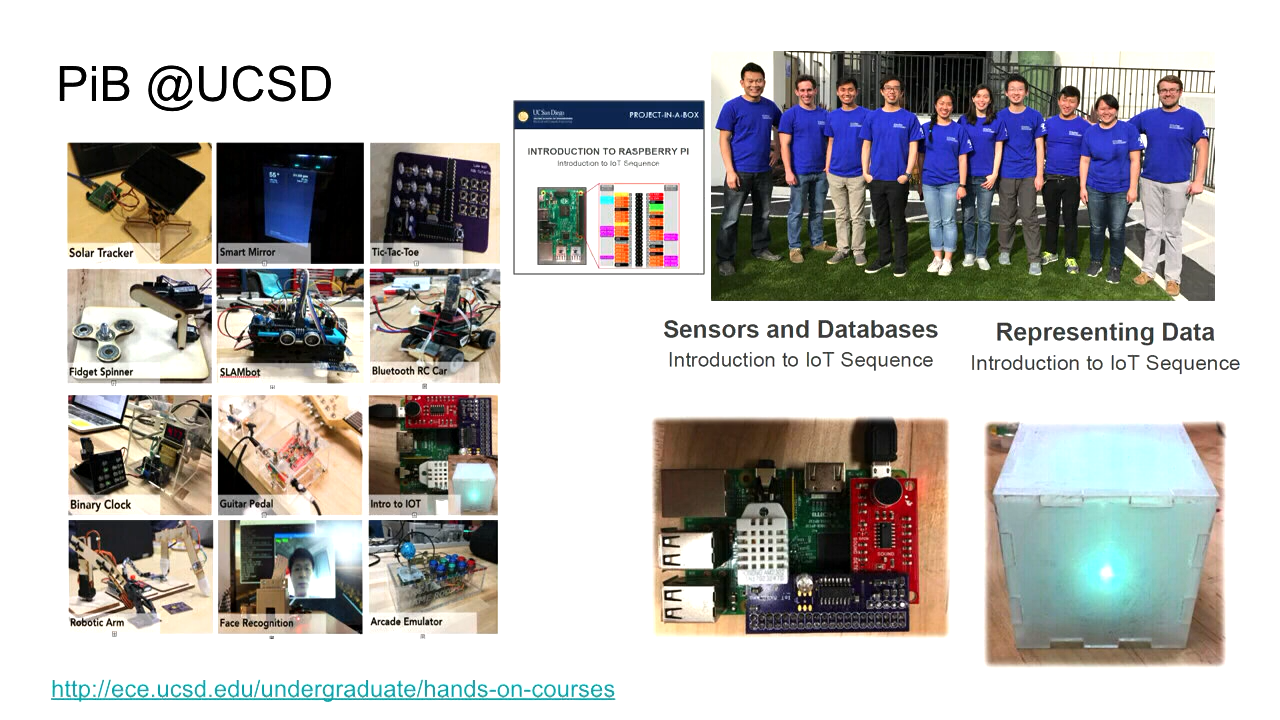 PiB @UCSD
Solar Tracker
Smart Mirror
Tic-Tac-Toe
Fidget Spinner
SLAMbot
Bluetooth RC Car
Binary Clock
Guitar Pedal
Intro to IOT
Robotic Arm
Face Recognition
Arcade Emulator
UC San Diego
PROJECT-IN-A-BOX
INTRODUCTION TO RASPBERRY PI
Introduction to IoT Sequence
Sensors and Databases
Introduction to IoT Sequence
Representing Data
Introduction to IoT Sequence
SOUND
http://ece.ucsd.edu/undergraduate/hands-on-courses